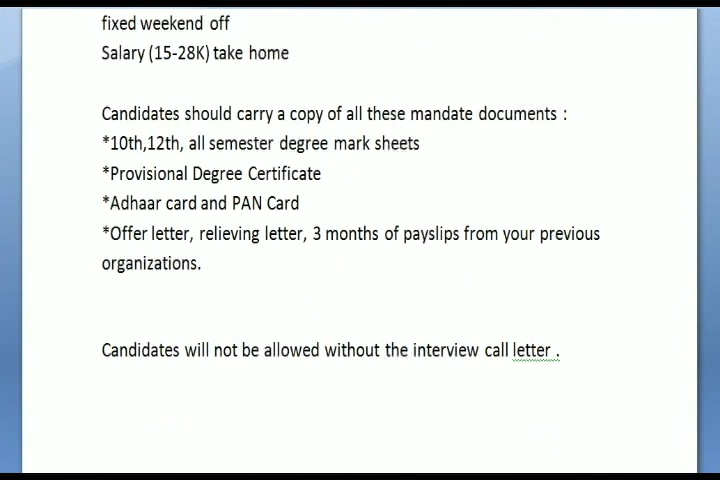 fixed weekend off
Salary (15-28K) take home
Candidates should carry a copy of all these mandate documents :
*10th,12th, all semester degree mark sheets
*Provisional Degree Certificate
*Adhaar card and PAN Card
*Offer letter, relieving letter, 3 months of payslips from your previous
organizations.
Candidates will not be allowed without the interview call letter .